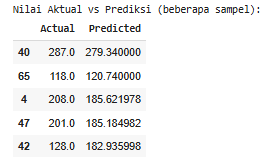 Nilai Aktual vs Prediksi (beberapa sampel):
Actual Predicted
40 287.0 279.340000
65 118.0 120.740000
4 208.0 185.621978
47 201.0 185.184982
42 128.0 182.935998